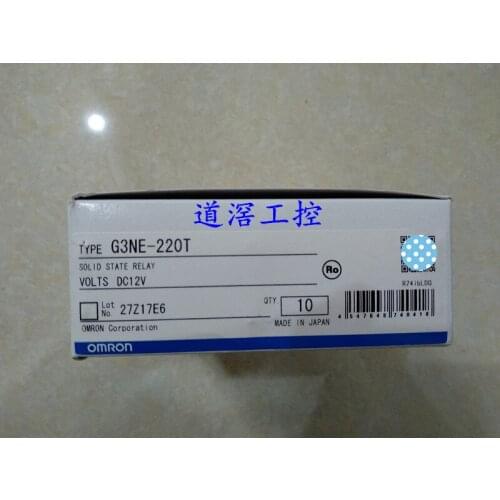 道滘工控
TYPE G3NE-220T
SOLID STATE RELAY
VOLTS DC12V
Ro
Lot No. 27Z17E6
QTY 10
OMRON Corporation
MADE IN JAPAN
OMRON